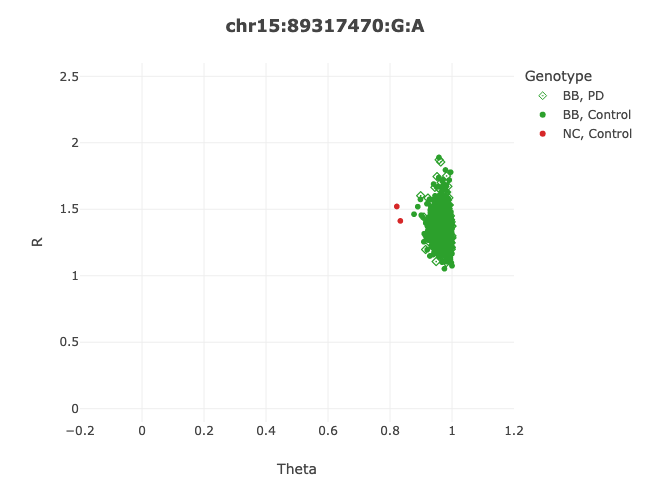 chr15:89317470:G:A
Genotype
BB, PD
BB, Control
NC, Control
2.5
2
1.5
1
0.5
0
R
−0.2 0 0.2 0.4 0.6 0.8 1 1.2
Theta